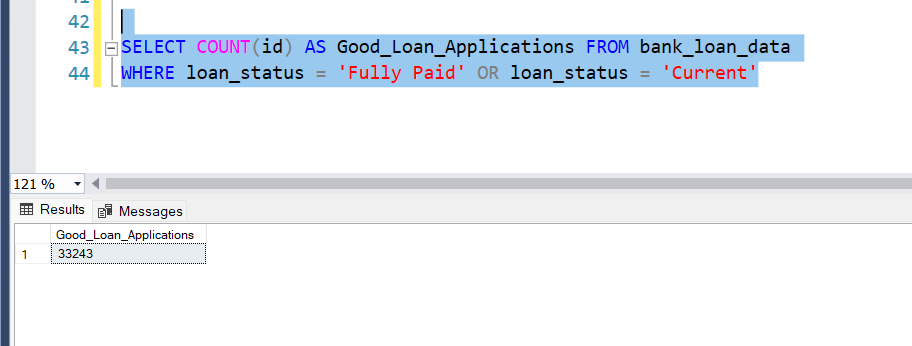 42
43 SELECT COUNT(id) AS Good_Loan_Applications FROM bank_loan_data
44 WHERE loan_status = 'Fully Paid' OR loan_status = 'Current'
121 %
Results Messages
Good_Loan_Applications
1 33243